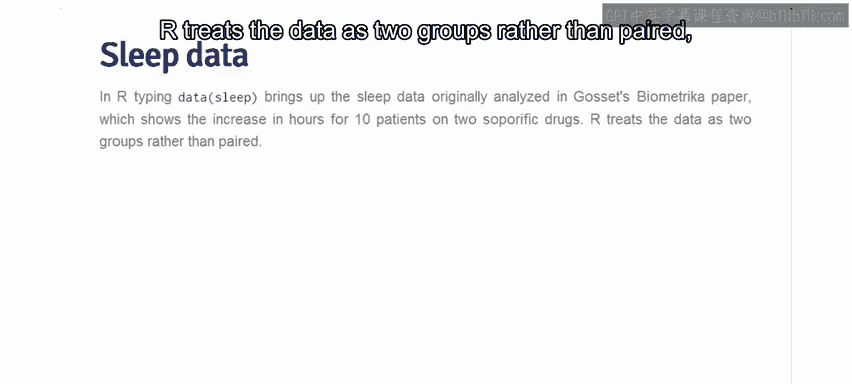 R treats the data as two groups rather than paired,
Sleep data
In R typing data(sleep) brings up the sleep data originally analyzed in Gosset's Biometrika paper,
which shows the increase in hours for 10 patients on two soporific drugs. R treats the data as two
groups rather than paired.